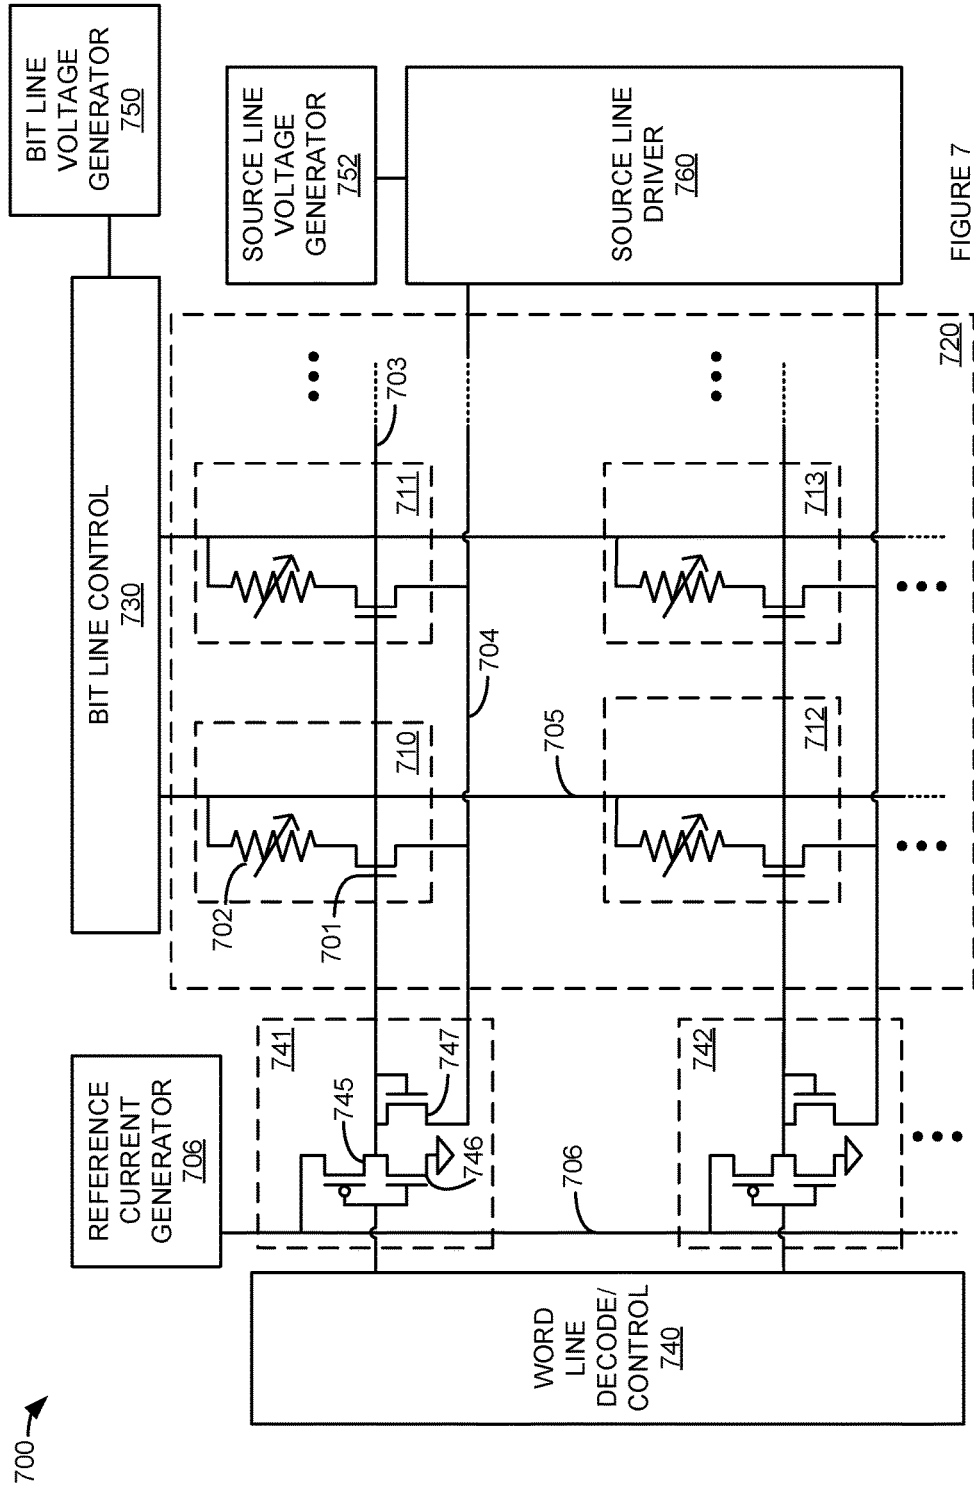 700
REFERENCE
CURRENT
GENERATOR
706
BIT LINE CONTROL
730
BIT LINE
VOLTAGE
GENERATOR
750
WORD
LINE
DECODE/
CONTROL
740
741
745
746
747
706
742
702
701
710
711
703
704
705
712
713
720
SOURCE LINE
VOLTAGE
GENERATOR
752
SOURCE LINE
DRIVER
760
FIGURE 7